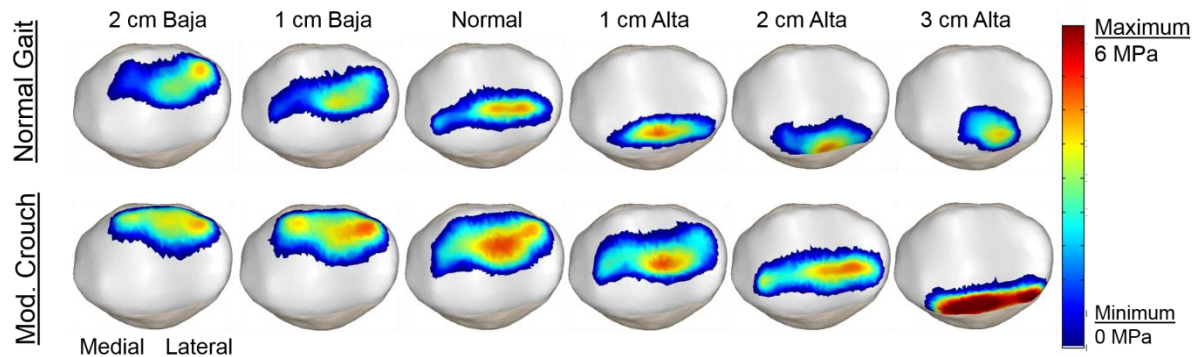 2 cm Baja 1 cm Baja Normal 1 cm Alta 2 cm Alta 3 cm Alta
Normal Gait
Mod. Crouch
Medial Lateral
Maximum
6 MPa
Minimum
0 MPa